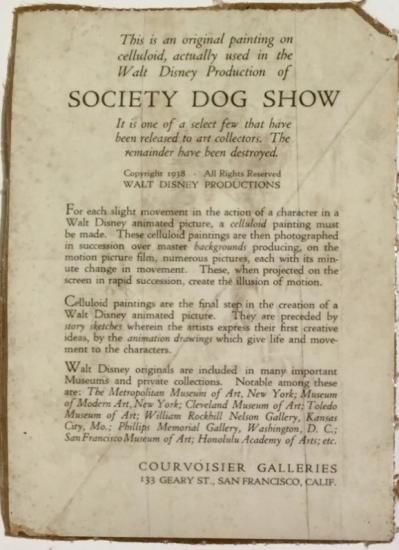 This is an original painting on
celluloid, actually used in the
Walt Disney Production of
SOCIETY DOG SHOW
It is one of a select few that have
been released to art collectors. The
remainder have been destroyed.
Copyright 1938 · All Rights Reserved
WALT DISNEY PRODUCTIONS
For each slight movement in the action of a character in a
Walt Disney animated picture, a celluloid painting must
be made. These celluloid paintings are then photographed
in succession over master backgrounds producing, on the
motion picture film, numerous pictures, each with its min-
ute change in movement. These, when projected on the
screen in rapid succession, create the illusion of motion.
Celluloid paintings are the final step in the creation of a
Walt Disney animated picture. They are preceded by
story sketches wherein the artists express their first creative
ideas, by the animation drawings which give life and move-
ment to the characters.
Walt Disney originals are included in many important
Museums and private collections. Notable among these
are: The Metropolitan Museum of Art, New York; Museum
of Modern Art, New York; Cleveland Museum of Art; Toledo
Museum of Art; William Rockhill Nelson Gallery, Kansas
City, Mo.; Phillips Memorial Gallery, Washington, D. C.;
San Francisco Museum of Art; Honolulu Academy of Arts; etc.
COURVOISIER GALLERIES
133 GEARY ST., SAN FRANCISCO, CALIF.